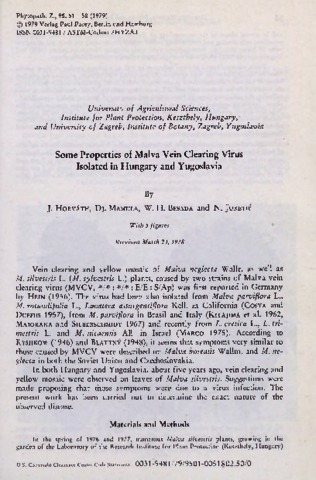 Phytopath. Z., 95, 51—58 (1979)
© 1979 Verlag Paul Parey, Berlin und Hamburg
ISSN 0031-9481 / ASTM-Coden: PHYZA3
University of Agricultural Sciences,
Institute for Plant Protection, Keszthely, Hungary,
and University of Zagreb, Institute of Botany, Zagreb, Yugoslavia
Some Properties of Malva Vein Clearing Virus
Isolated in Hungary and Yugoslavia
By
J. Horváth, Dj. Mamula, W. H. Besada and N. Juretić
With 3 figures
Received March 21, 1978
Vein clearing and yellow mosaic of Malva neglecta Wallr. as well as
M. silvestris L. (M. sylvestris L.) plants, caused by two strains of Malva vein
clearing virus (MVCV, */* : */* : E/E : S/Ap) was first reported in Germany
by Hein (1956). The virus had been also isolated from Malva parviflora L.,
M. rotundifolia L., Lavatera assurgentiflora Kell. in California (Costa and
Duffus 1957), from M. parviflora in Brasil and Italy (Kitajima et al. 1962,
1967) and recently from L. cretica L., L. tri-
mestris L. and M. nicaensis All. in Israel (1975). According to
Ryshkow (1946) and Blattný (1948), it seems that symptoms very similar to
those caused by MVCV were described on Malva borealis Wallm. and M. ne-
glecta in both the Soviet Union and Czechoslovakia.
In both Hungary and Yugoslavia, about five years ago, vein clearing and
yellow mosaic were observed on leaves of Malva silvestris. Suggestions were
made proposing that these symptoms were due to a virus infection. The
present work has been carried out to determine the exact nature of the
observed disease.
Materials and Methods
In the spring of 1976 and 1977, numerous Malva silvestris plants, growing in the
garden of the Laboratory of the Research Institute for Plant Protection (Keszthely, Hungary)
U.S. Copyright Clearance Center Code Statement: 0031-9481/79/9501-0051$02.50/0